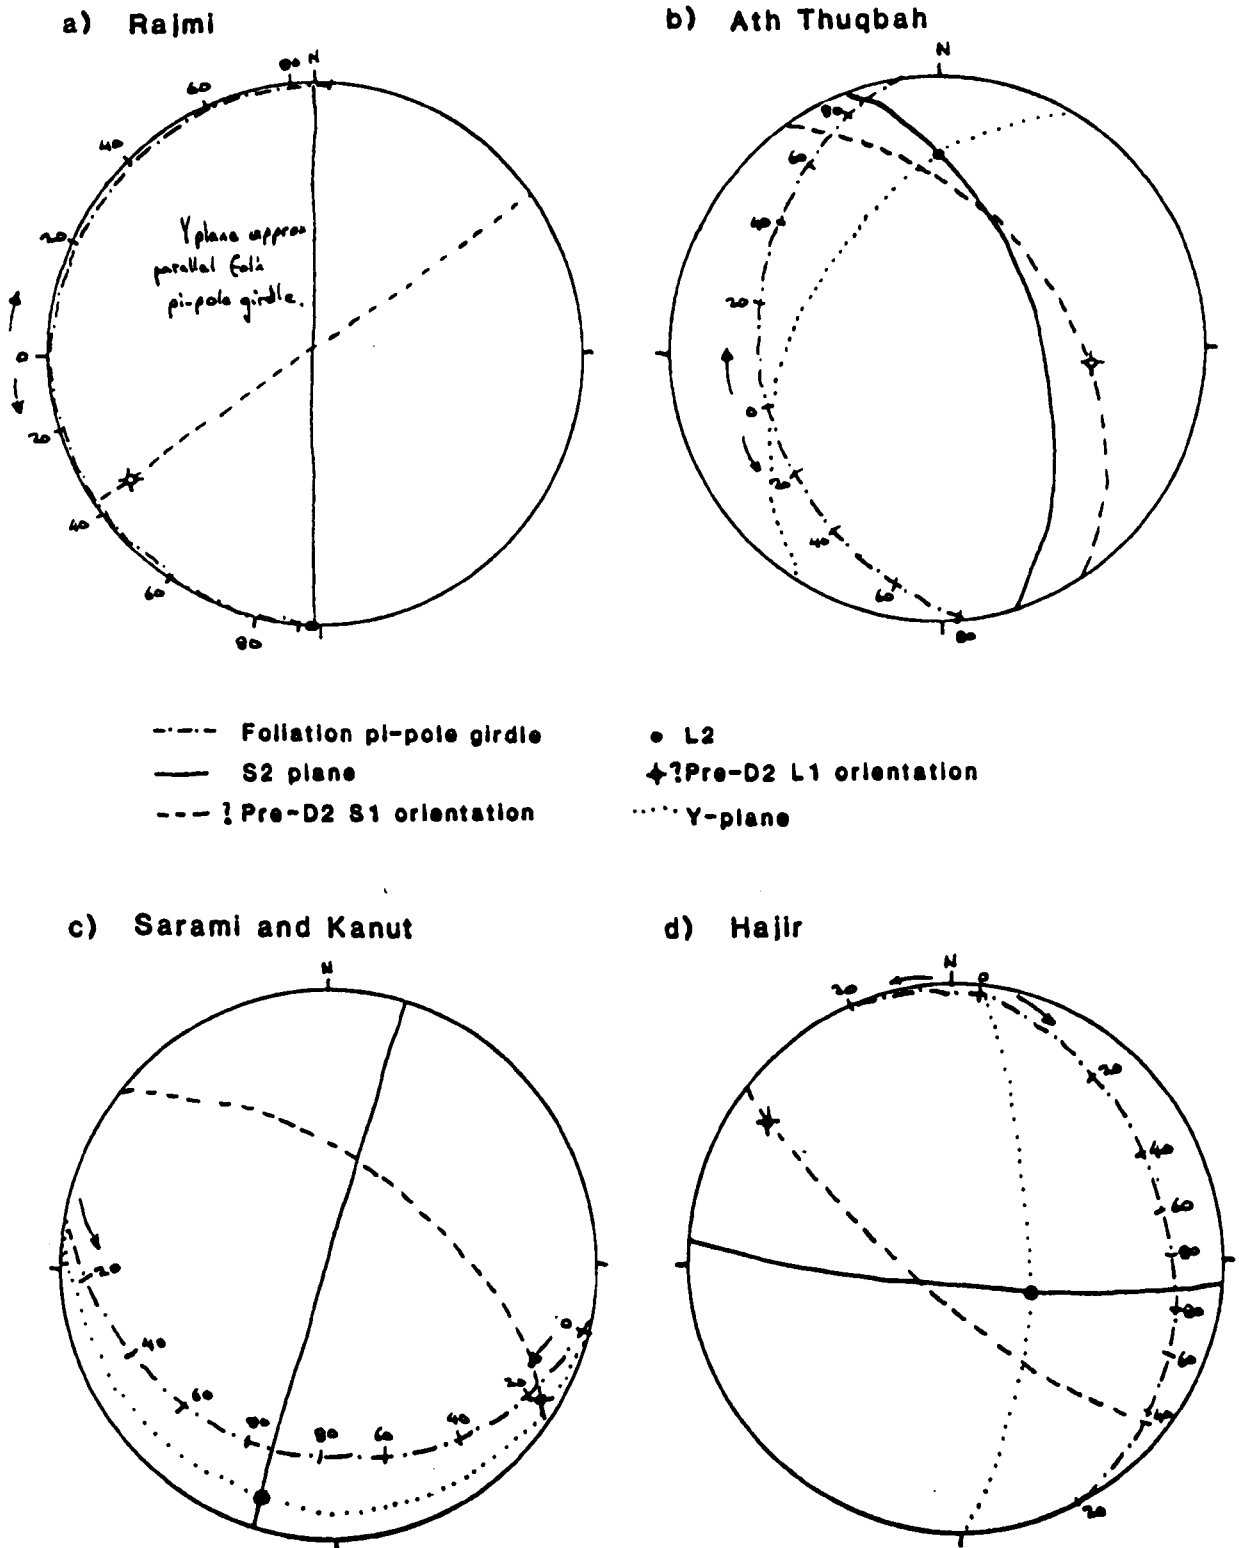 a) Rajmi
80 N
60
40
20
0
20
40
60
80
Y plane approx
parallel Fol'n
pi-pole girdle.
b) Ath Thuqbah
N
80
60
40
20
0
20
40
60
80
Foliation pi-pole girdle
S2 plane
? Pre-D2 S1 orientation
L2
?Pre-D2 L1 orientation
Y-plane
c) Sarami and Kanut
N
20
40
60
80
80
60
40
20
0
d) Hajir
N
20
0
20
40
60
80
80
60
40
20